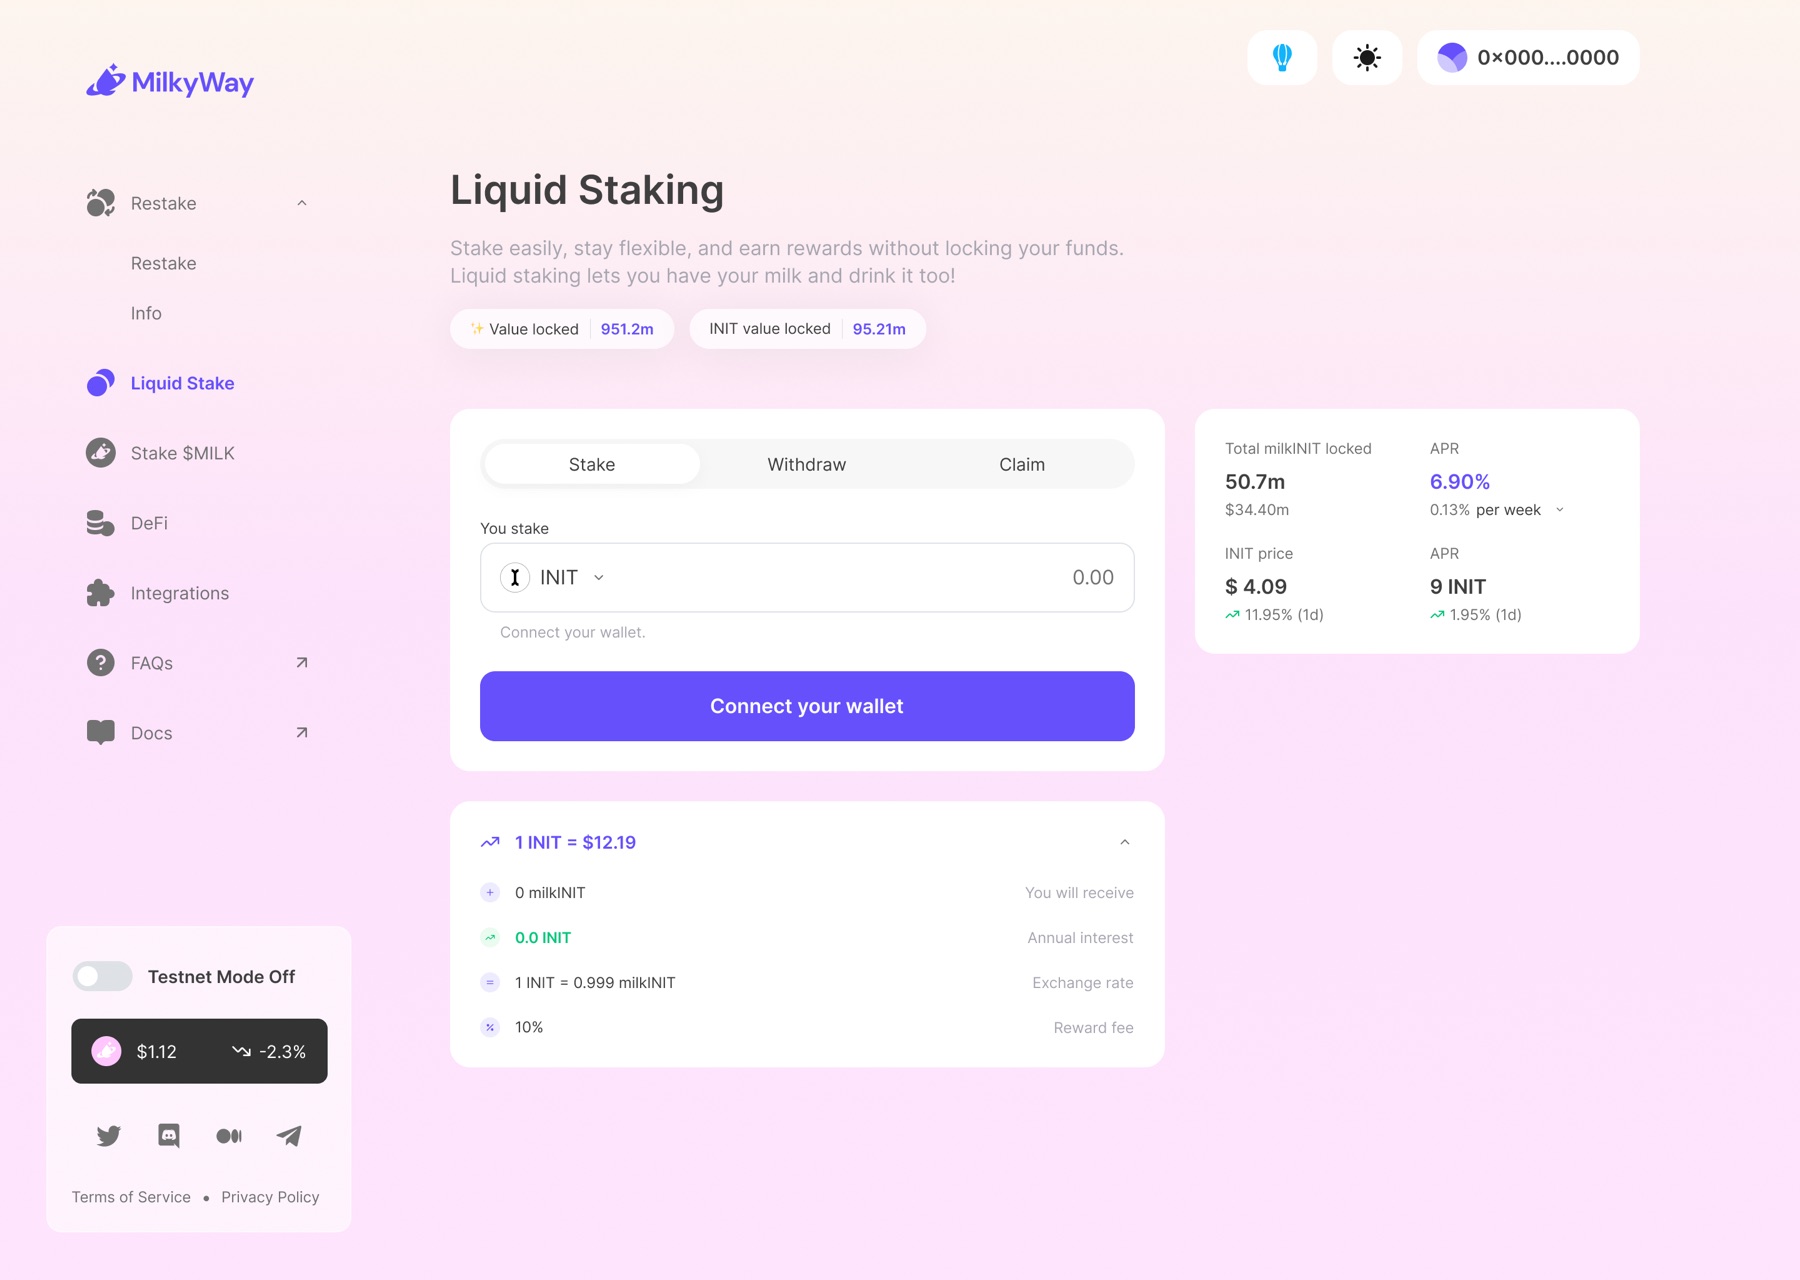 MilkyWay
0×000....0000
Restake
Restake
Info
Liquid Stake
Stake $MILK
DeFi
Integrations
FAQs
Docs
Testnet Mode Off
$1.12 -2.3%
Terms of Service • Privacy Policy
Liquid Staking
Stake easily, stay flexible, and earn rewards without locking your funds.
Liquid staking lets you have your milk and drink it too!
✨ Value locked 951.2m
INIT value locked 95.21m
Stake Withdraw Claim
You stake
INIT 0.00
Connect your wallet.
Connect your wallet
1 INIT = $12.19
0 milkINIT You will receive
0.0 INIT Annual interest
1 INIT = 0.999 milkINIT Exchange rate
10% Reward fee
Total milkINIT locked
50.7m
$34.40m
APR
6.90%
0.13% per week
INIT price
$ 4.09
11.95% (1d)
APR
9 INIT
1.95% (1d)